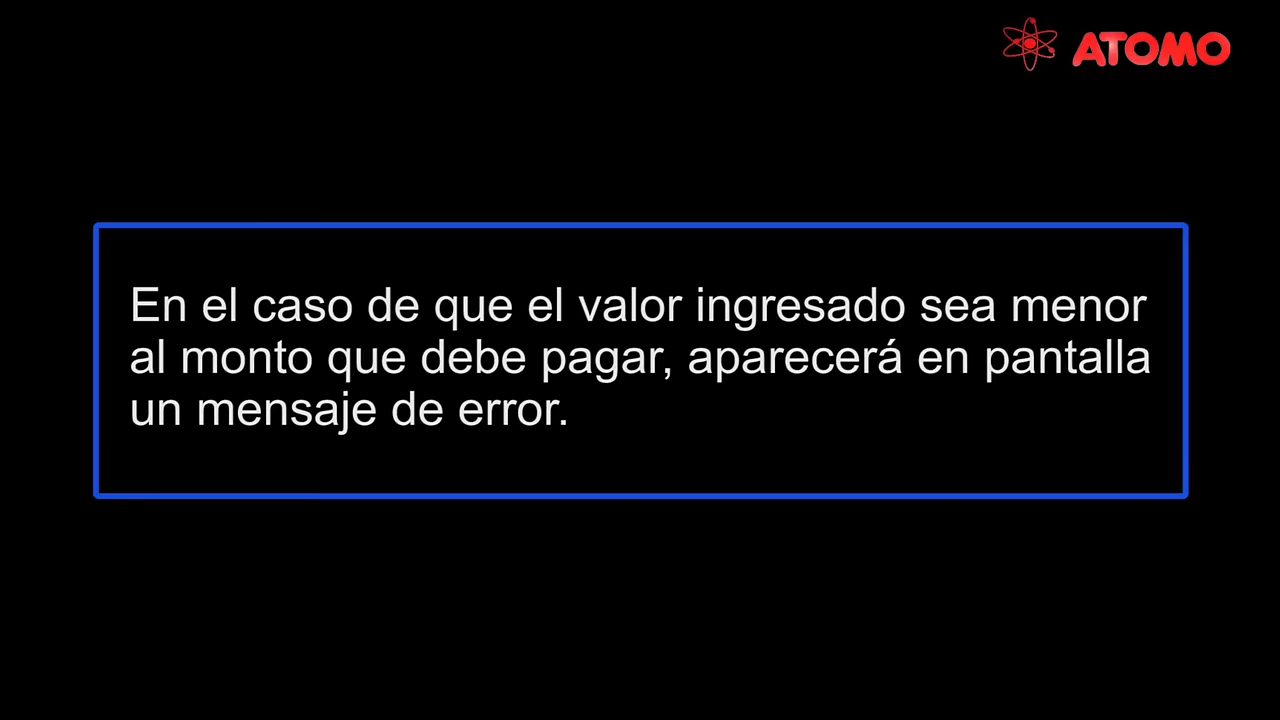 ATOMO
En el caso de que el valor ingresado sea menor
al monto que debe pagar, aparecerá en pantalla
un mensaje de error.